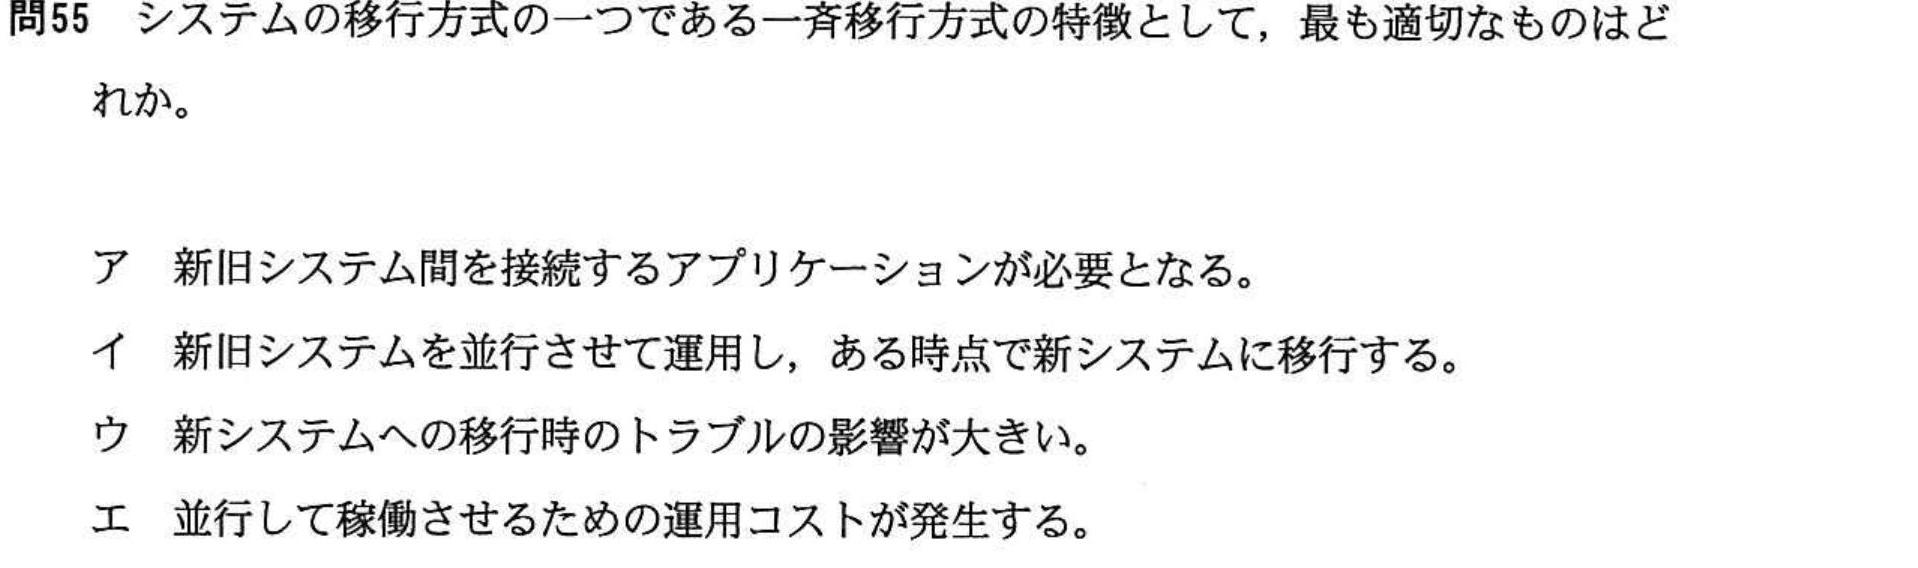 問55　システムの移行方式の一つである一斉移行方式の特徴として，最も適切なものはど
れか。
ア　新旧システム間を接続するアプリケーションが必要となる。
イ　新旧システムを並行させて運用し，ある時点で新システムに移行する。
ウ　新システムへの移行時のトラブルの影響が大きい。
エ　並行して稼働させるための運用コストが発生する。